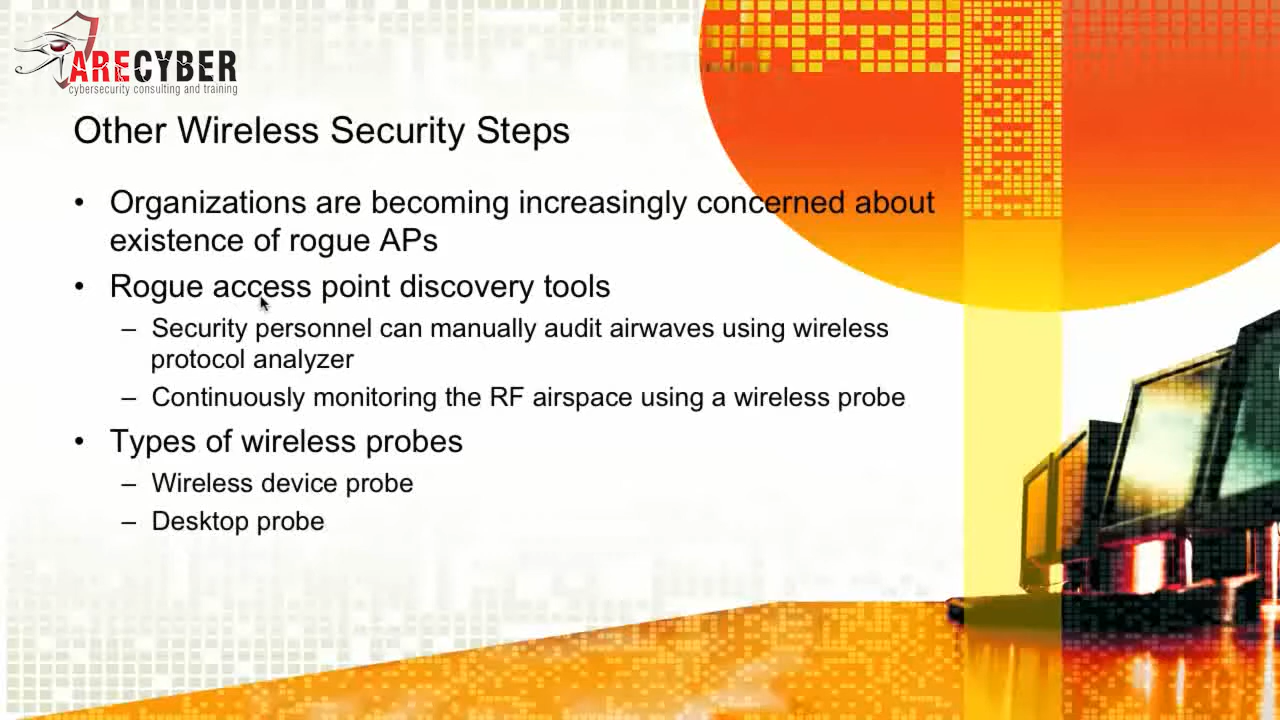 ARECYBER
cybersecurity consulting and training
Other Wireless Security Steps
• Organizations are becoming increasingly concerned about
existence of rogue APs
• Rogue access point discovery tools
– Security personnel can manually audit airwaves using wireless
protocol analyzer
– Continuously monitoring the RF airspace using a wireless probe
• Types of wireless probes
– Wireless device probe
– Desktop probe